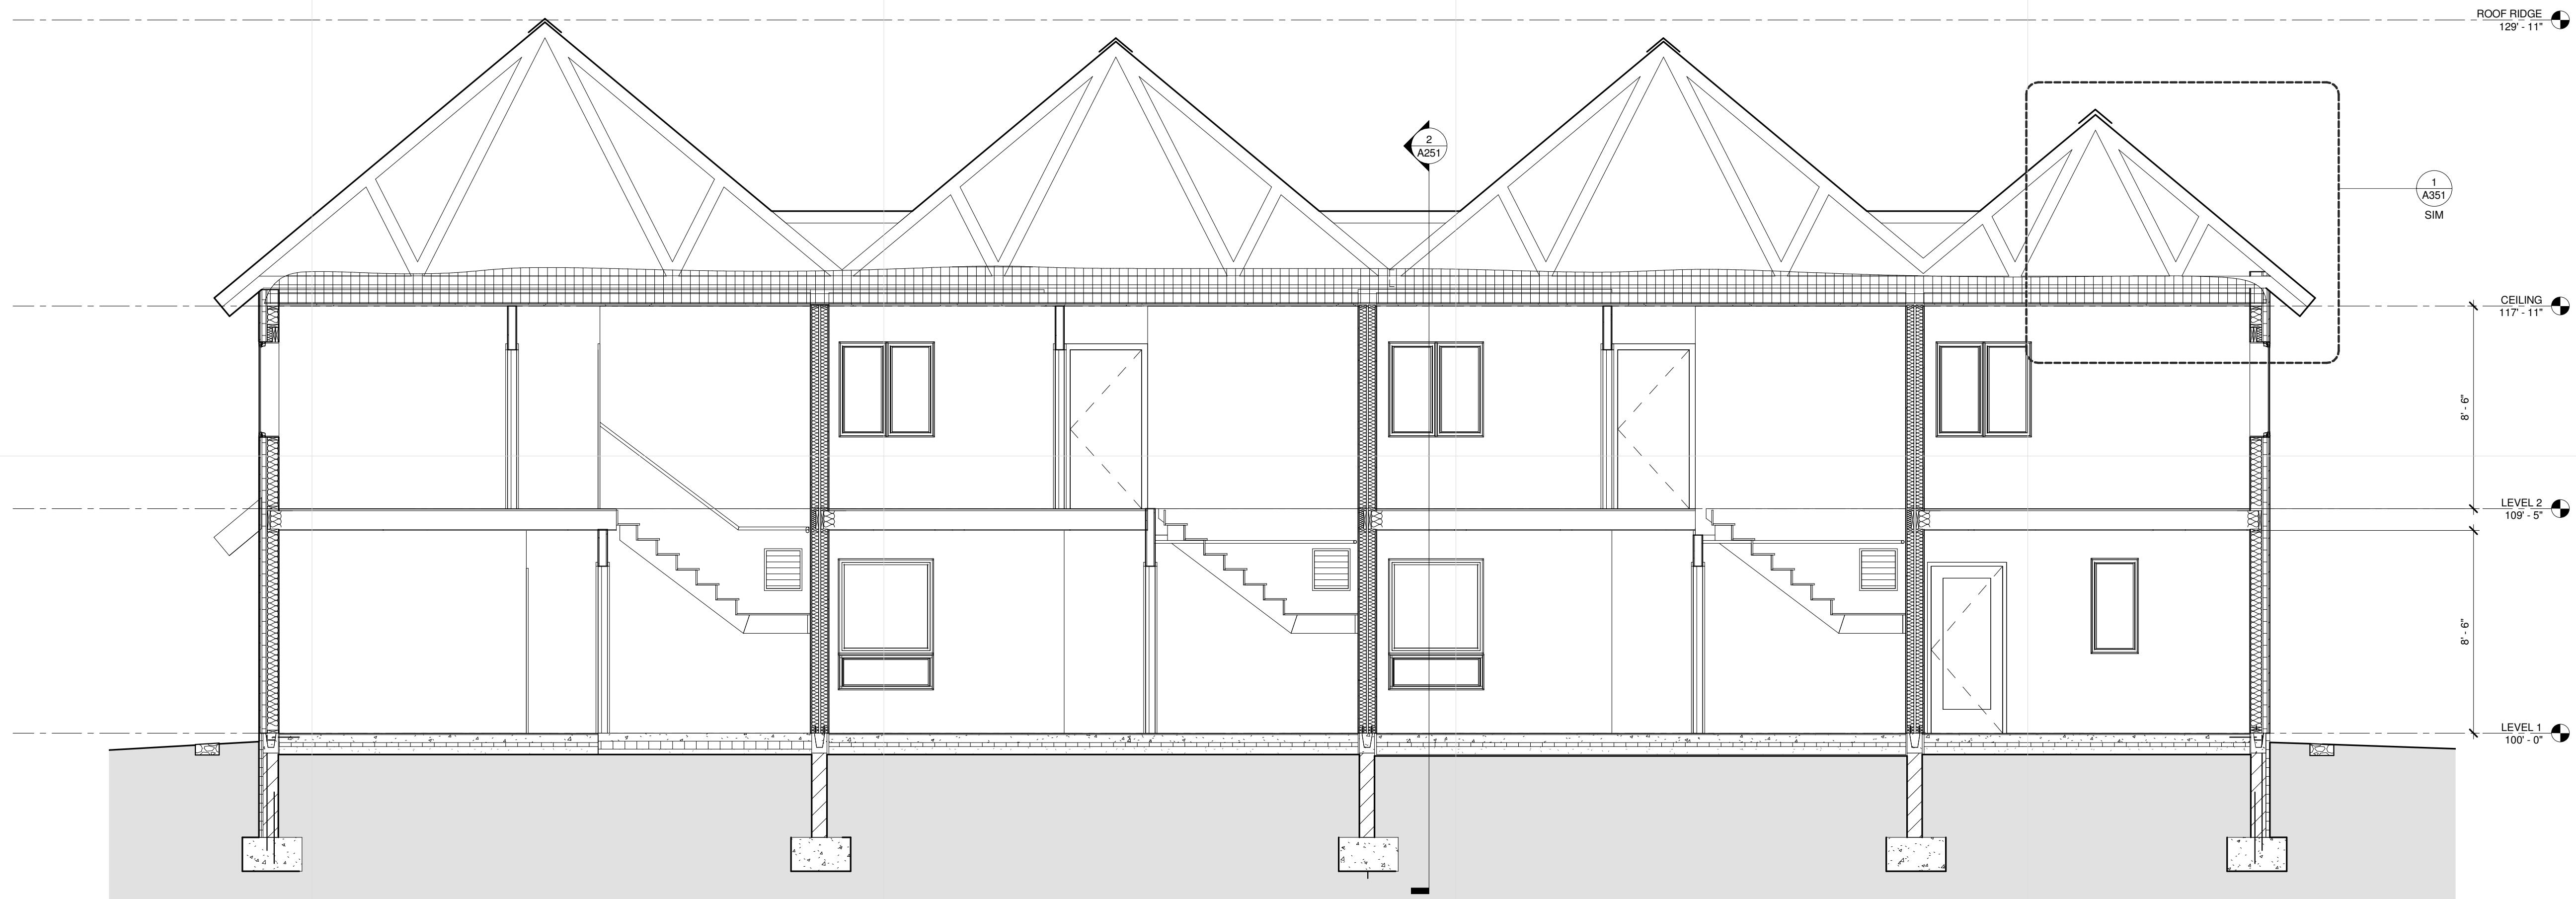 ROOF RIDGE
129' - 11"
2
A251
1
A351
SIM
CEILING
117' - 11"
8' - 6"
LEVEL 2
109' - 5"
8' - 6"
LEVEL 1
100' - 0"